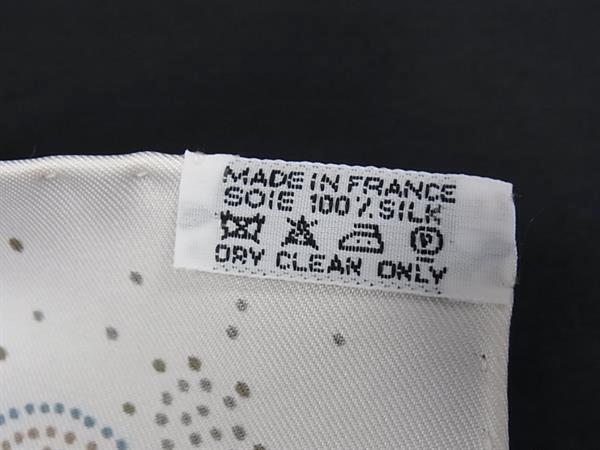 MADE IN FRANCE
SOIE 100% SILK
P
DRY CLEAN ONLY